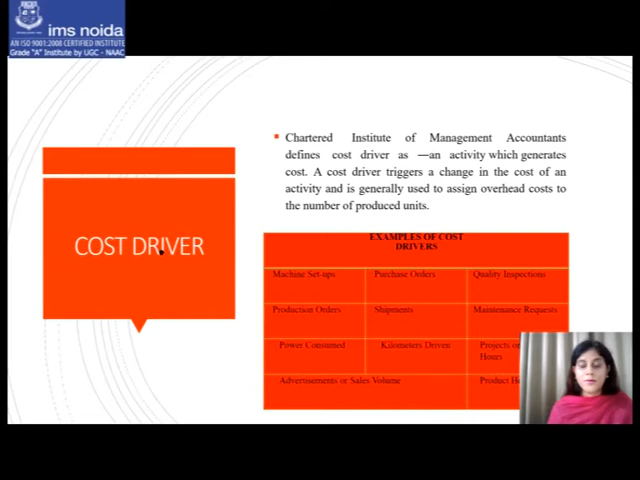 ims noida
AN ISO 9001:2008 CERTIFIED INSTITUTE
Grade "A" Institute by UGC - NAAC
COST DRIVER
Chartered Institute of Management Accountants
defines cost driver as —an activity which generates
cost. A cost driver triggers a change in the cost of an
activity and is generally used to assign overhead costs to
the number of produced units.
EXAMPLES OF COST
DRIVERS
Machine Set-ups Purchase Orders Quality Inspections
Production Orders Shipments Maintenance Requests
Power Consumed Kilometers Driven Projects or
Hours
Advertisements or Sales Volume Product